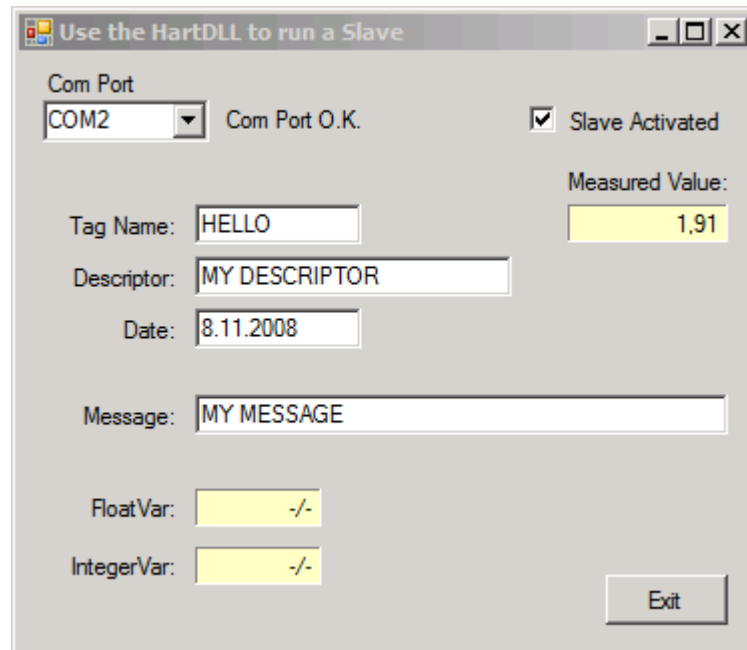 Use the HartDLL to run a Slave
Com Port
COM2 Com Port O.K. Slave Activated
Measured Value:
1,91
Tag Name: HELLO
Descriptor: MY DESCRIPTOR
Date: 8.11.2008
Message: MY MESSAGE
FloatVar: -/-
IntegerVar: -/-
Exit